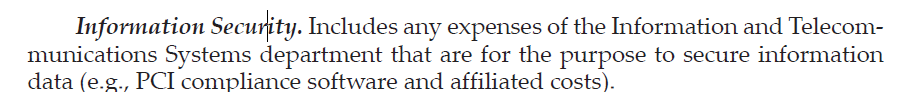 Information Security. Includes any expenses of the Information and Telecom-
munications Systems department that are for the purpose to secure information
data (e.g., PCI compliance software and affiliated costs).